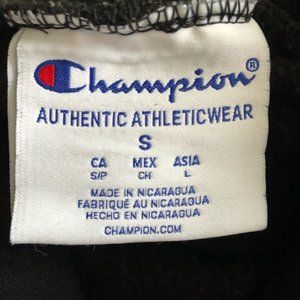 Champion®
AUTHENTIC ATHLETICWEAR
S
CA MEX ASIA
S/P CH L
MADE IN NICARAGUA
FABRIQUÉ AU NICARAGUA
HECHO EN NICARAGUA
CHAMPION.COM